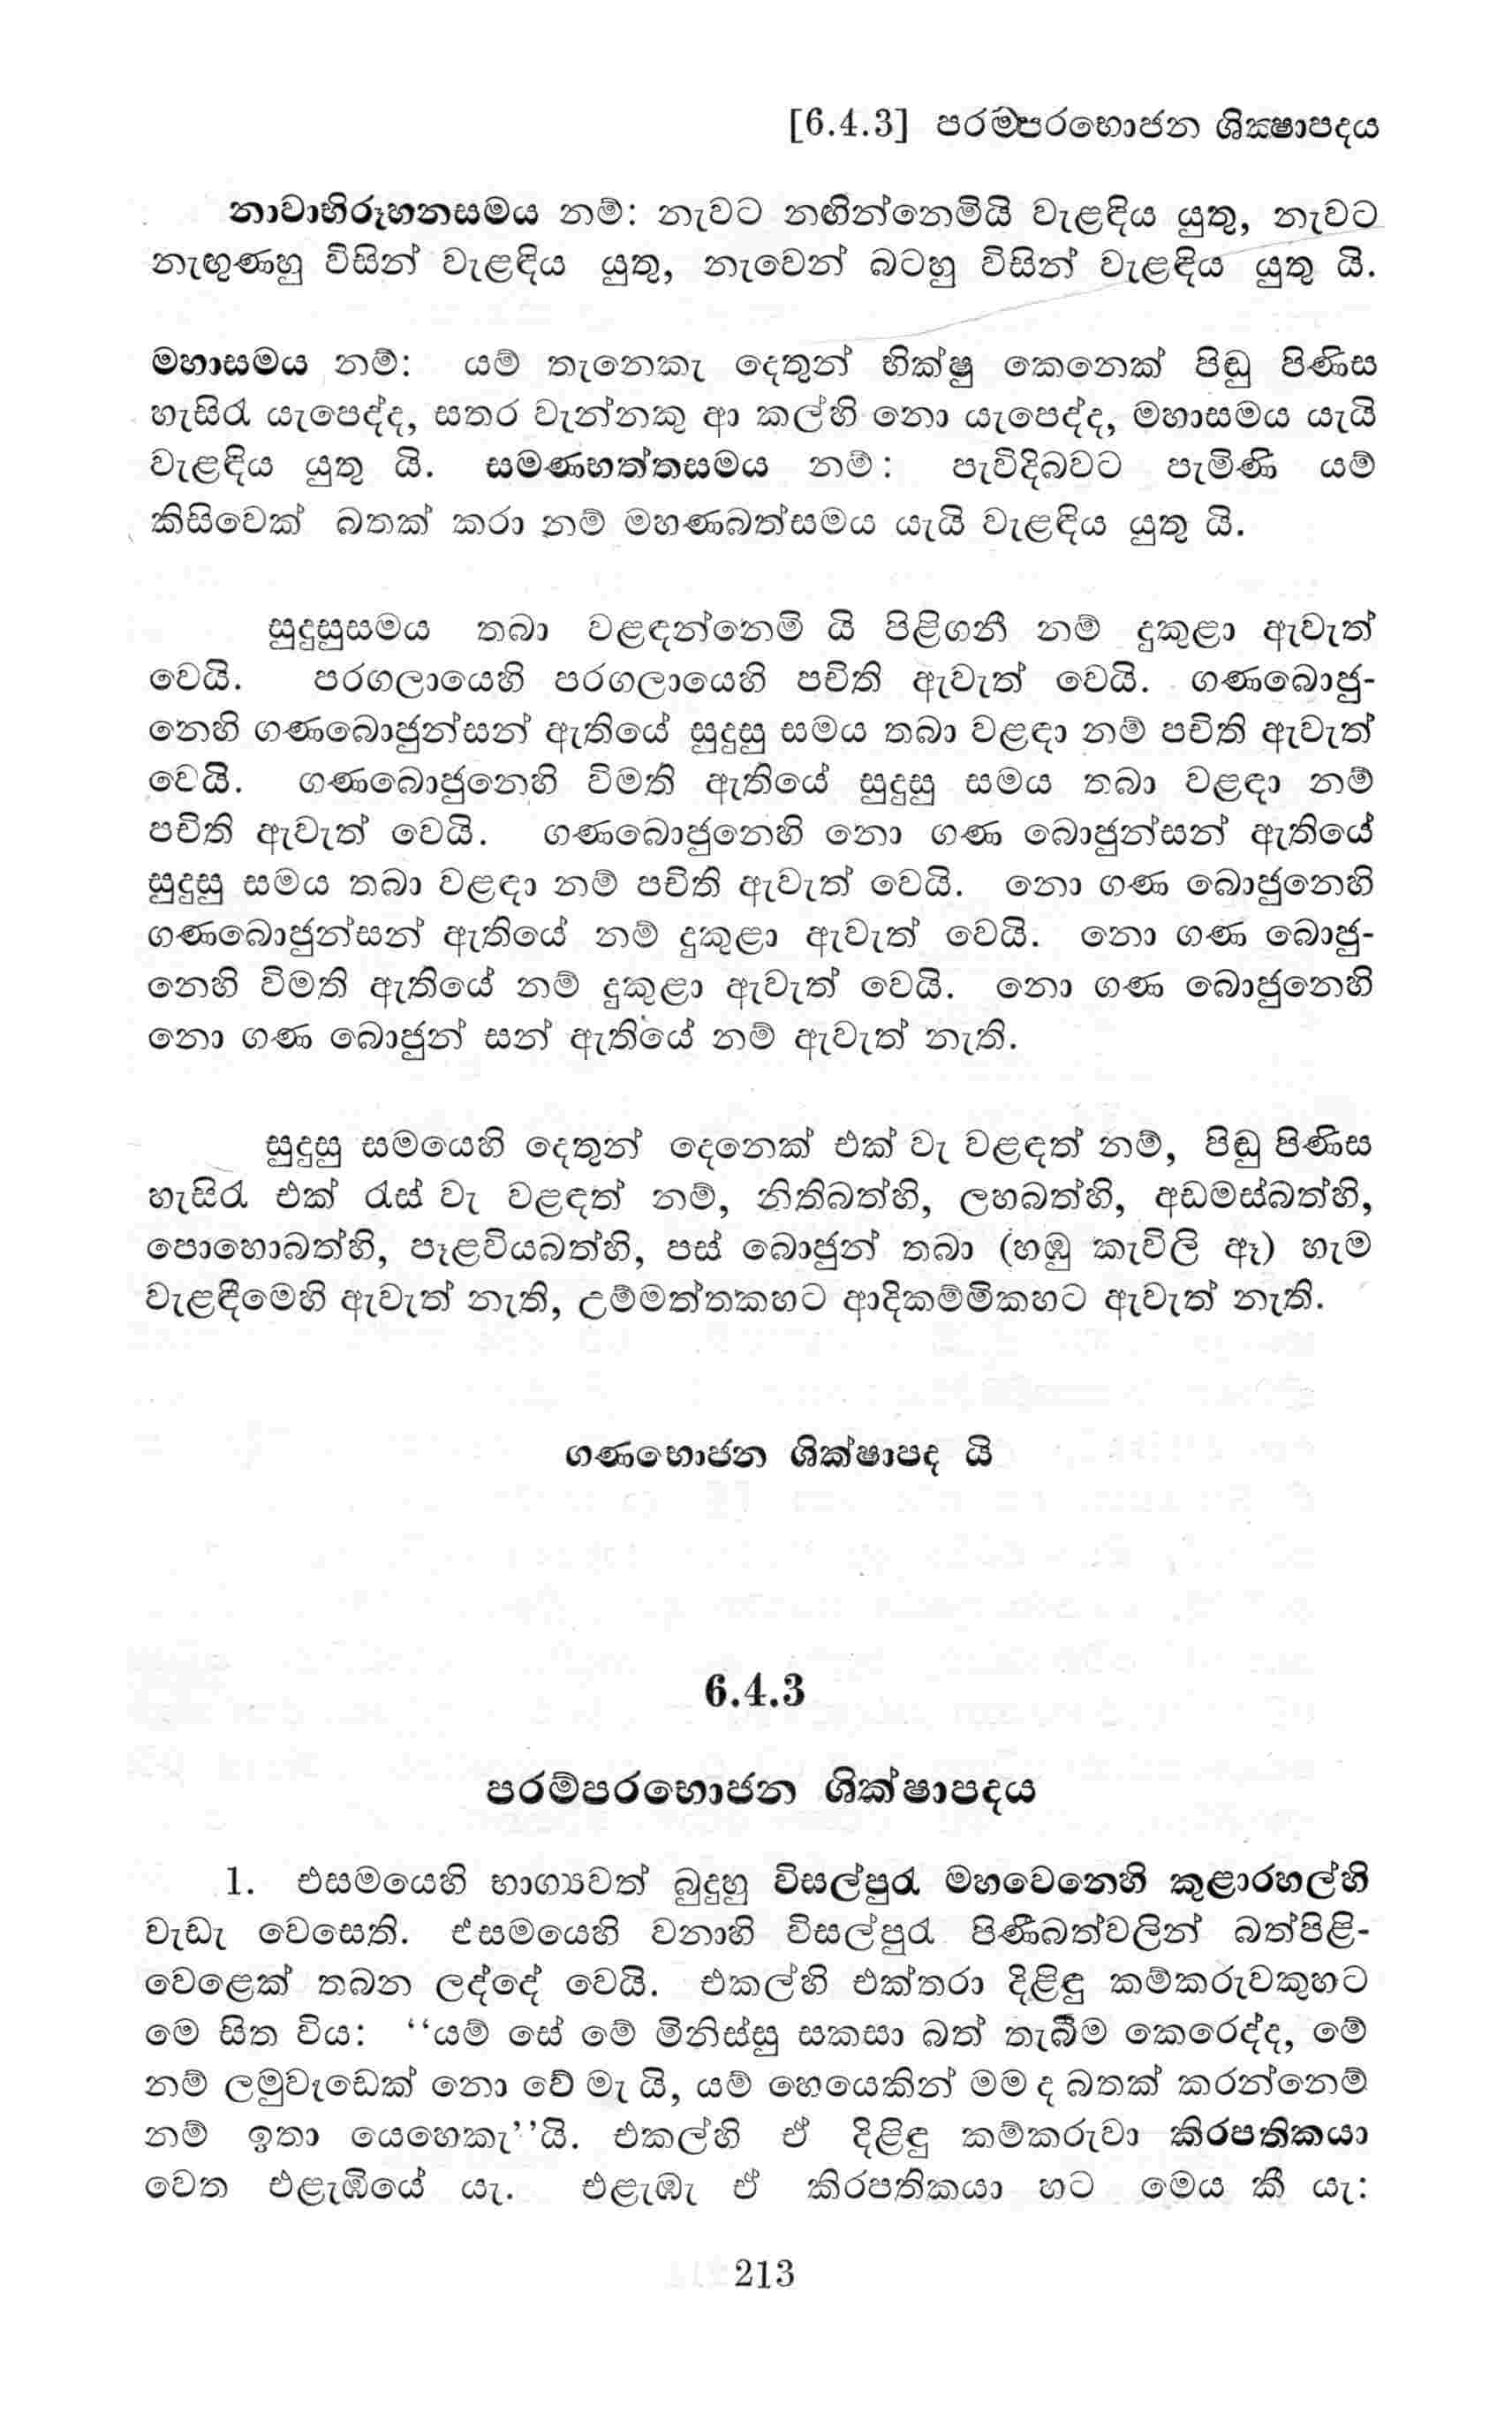 [6.4.3] පරම්පරභොජන ශික්‍ෂාපදය
නාවාභිරූහනසමය නම්: නැවට නඟින්නෙමියි වැළඳිය යුතු, නැවට
නැඟුණහු විසින් වැළඳිය යුතු, නැවෙන් බටහු විසින් වැළඳිය යුතු යි.
මහාසමය නම්: යම් තැනෙකැ දෙතුන් භික්ෂු කෙනෙක් පිඬු පිණිස
හැසිර යැපෙද්ද, සතර වැන්නකු ආ කල්හි නො යැපෙද්ද, මහාසමය යැයි
වැළඳිය යුතු යි. සමණභත්තසමය නම්: පැවිදිබවට පැමිණි යම්
කිසිවෙක් බතක් කරා නම් මහණබත්සමය යැයි වැළඳිය යුතු යි.
සුදුසුසමය තබා වළඳන්නෙමි යි පිළිගනී නම් දුකුළා ඇවැත්
වෙයි. පරගලායෙහි පරගලායෙහි පචිති ඇවැත් වෙයි. ගණබොජු-
නෙහි ගණබොජුන්සන් ඇතියේ සුදුසු සමය තබා වළඳා නම් පචිති ඇවැත්
වෙයි. ගණබොජුනෙහි විමති ඇතියේ සුදුසු සමය තබා වළඳා නම්
පචිති ඇවැත් වෙයි. ගණබොජුනෙහි නො ගණ බොජුන්සන් ඇතියේ
සුදුසු සමය තබා වළඳා නම් පචිති ඇවැත් වෙයි. නො ගණ බොජුනෙහි
ගණබොජුන්සන් ඇතියේ නම් දුකුළා ඇවැත් වෙයි. නො ගණ බොජු-
නෙහි විමති ඇතියේ නම් දුකුළා ඇවැත් වෙයි. නො ගණ බොජුනෙහි
නො ගණ බොජුන් සන් ඇතියේ නම් ඇවැත් නැති.
සුදුසු සමයෙහි දෙතුන් දෙනෙක් එක් වැ වළඳත් නම්, පිඬු පිණිස
හැසිර එක් රැස් වැ වළඳත් නම්, නිතිබත්හි, ලහබත්හි, අඩමස්බත්හි,
පොහොබත්හි, පෑළවියබත්හි, පස් බොජුන් තබා (හඹු කැවිලි ඈ) හැම
වැළඳීමෙහි ඇවැත් නැති, උම්මත්තකහට ආදිකම්මිකහට ඇවැත් නැති.
ගණභොජන ශික්ෂාපද යි
6.4.3
පරම්පරභොජන ශික්ෂාපදය
1. එසමයෙහි භාග්‍යවත් බුදුහු විසල්පුර මහවෙනෙහි කුළාරහල්හි
වැඩැ වෙසෙති. එසමයෙහි වනාහි විසල්පුර පිණීබත්වලින් බත්පිළි-
වෙළෙක් තබන ලද්දේ වෙයි. එකල්හි එක්තරා දිළිඳු කම්කරුවකුහට
මෙ සිත විය: ‘‘යම් සේ මේ මිනිස්සු සකසා බත් තැබීම කෙරෙද්ද, මේ
නම් ලමුවැඩෙක් නො වේ මැ යි, යම් හෙයෙකින් මම ද බතක් කරන්නෙම්
නම් ඉතා යෙහෙකැ’’යි. එකල්හි ඒ දිළිඳු කම්කරුවා කිරපතිකයා
වෙත එළැඹියේ යැ. එළැඹැ ඒ කිරපතිකයා හට මෙය කී යැ:
213